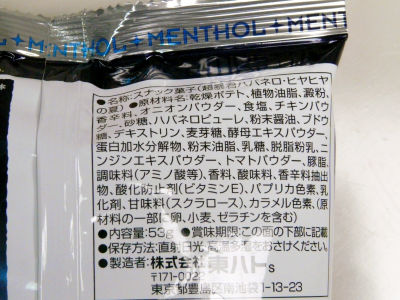 MENTHOL MENTHOL MENT
●名称:スナック菓子(超暴君ハバネロ・ヒヤヒヤ
の夏)●原材料名:乾燥ポテト、植物油脂、澱粉、
香辛料、オニオンパウダー、食塩、チキンパウ
ダー、砂糖、ハバネロピューレ、粉末醤油、ブドウ
糖、デキストリン、麦芽糖、酵母エキスパウダー、
蛋白加水分解物、粉末油脂、乳糖、脱脂粉乳、ニ
ンジンエキスパウダー、トマトパウダー、豚脂、
調味料(アミノ酸等)、香料、酸味料、香辛料抽出
物、酸化防止剤(ビタミンE)、パプリカ色素、乳
化剤、甘味料(スクラロース)、カラメル色素、(原
材料の一部に卵、小麦、ゼラチンを含む)
●内容量:53g ●賞味期限:この面の下部に記載
●保存方法:直射日光・高温多湿をおさけください。
●製造者:株式会社東ハト S
〒171-0022
東京都豊島区南池袋1-13-23